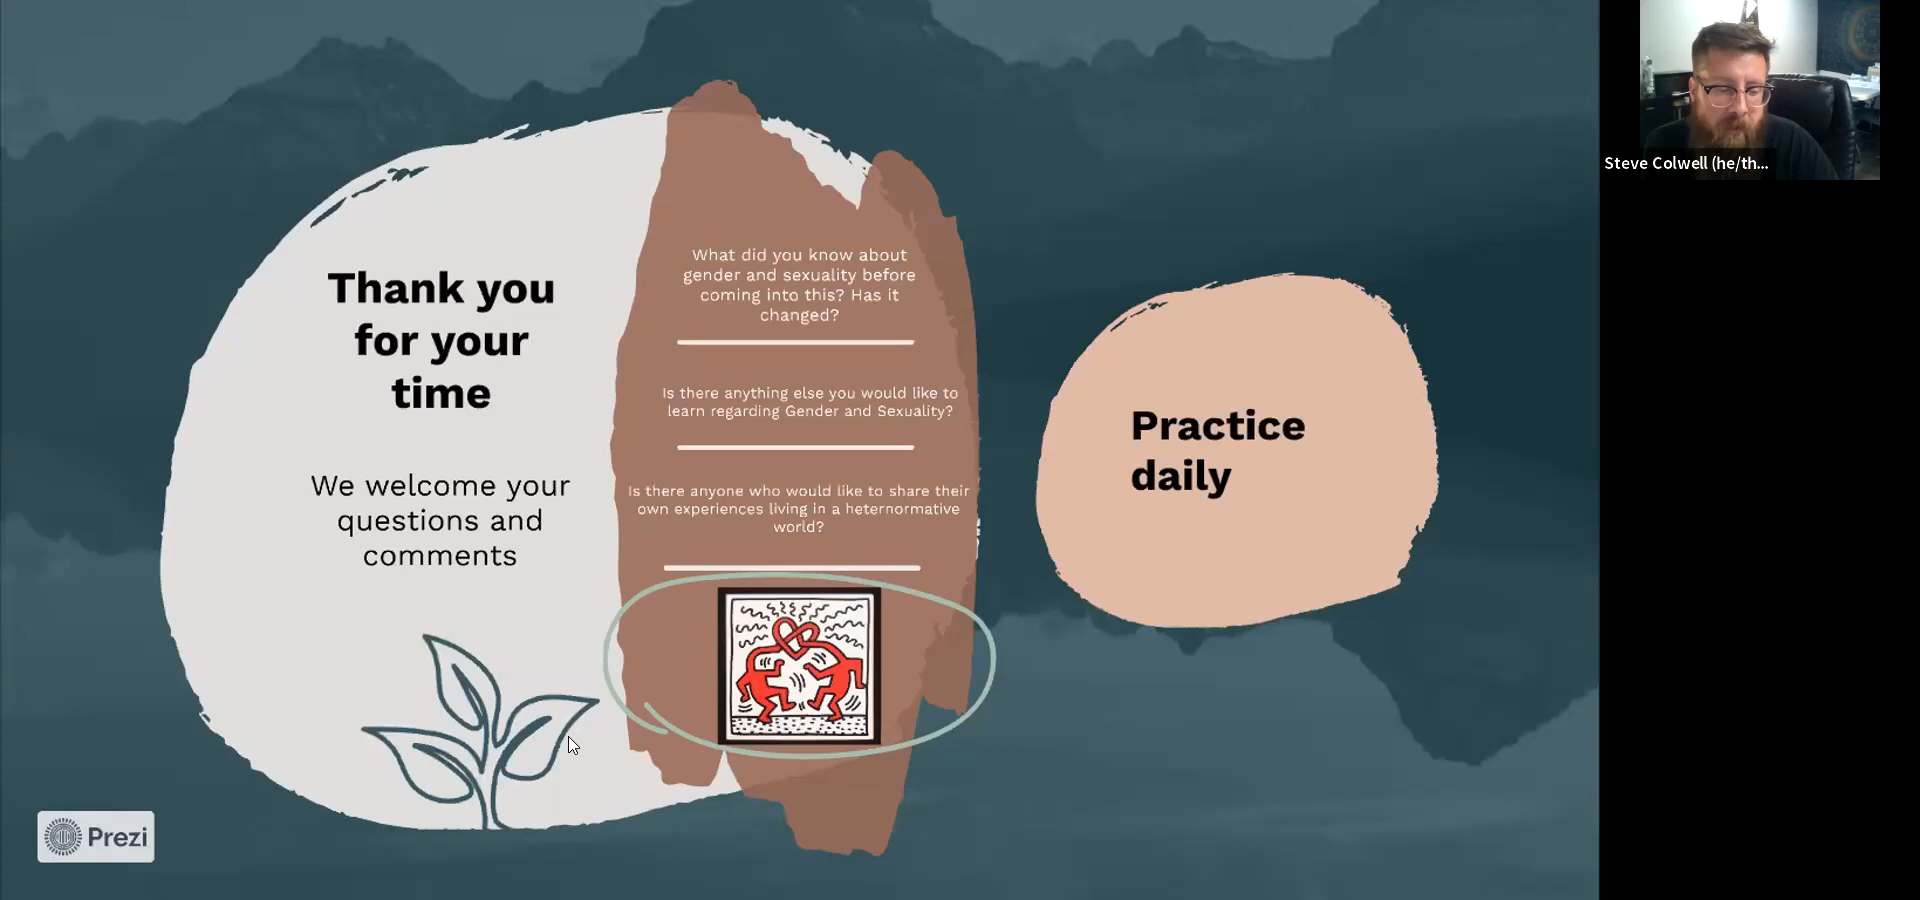 Thank you
for your
time
We welcome your
questions and
comments
What did you know about
gender and sexuality before
coming into this? Has it
changed?
Is there anything else you would like to
learn regarding Gender and Sexuality?
Is there anyone who would like to share their
own experiences living in a heternormative
world?
Practice
daily
Prezi
Steve Colwell (he/th...